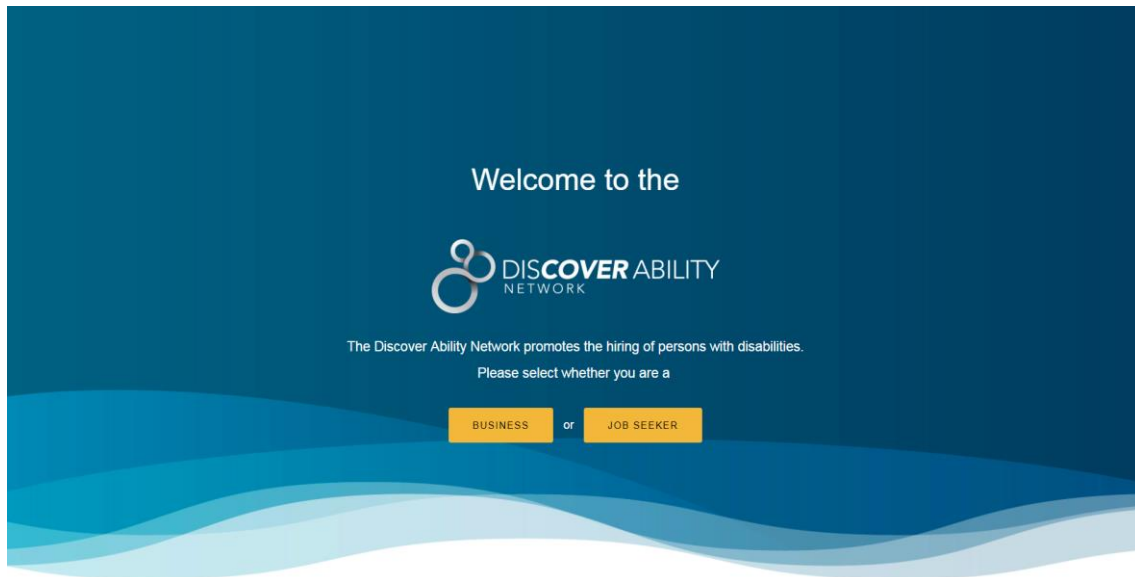 Welcome to the
DISCOVER ABILITY
NETWORK
The Discover Ability Network promotes the hiring of persons with disabilities.
Please select whether you are a
BUSINESS or JOB SEEKER